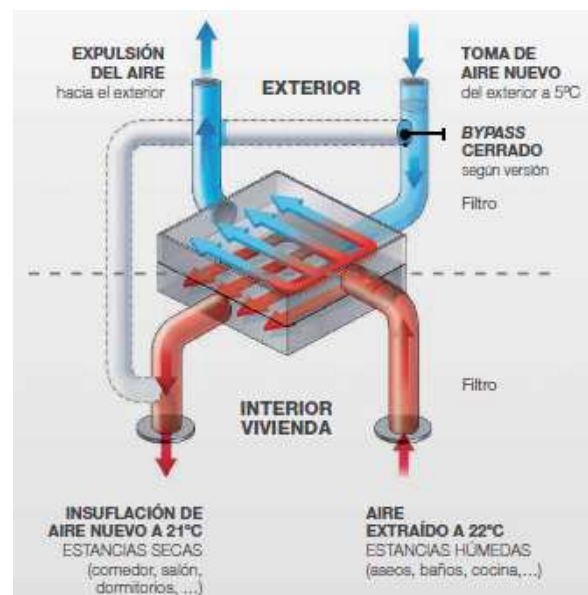 EXPULSIÓN
DEL AIRE
hacia el exterior
EXTERIOR
TOMA DE
AIRE NUEVO
del exterior a 5ºC
BYPASS
CERRADO
según versión
Filtro
Filtro
INTERIOR
VIVIENDA
INSUFLACIÓN DE
AIRE NUEVO A 21ºC
ESTANCIAS SECAS
(comedor, salón,
dormitorios, ...)
AIRE
EXTRAÍDO A 22ºC
ESTANCIAS HÚMEDAS
(aseos, baños, cocina,...)